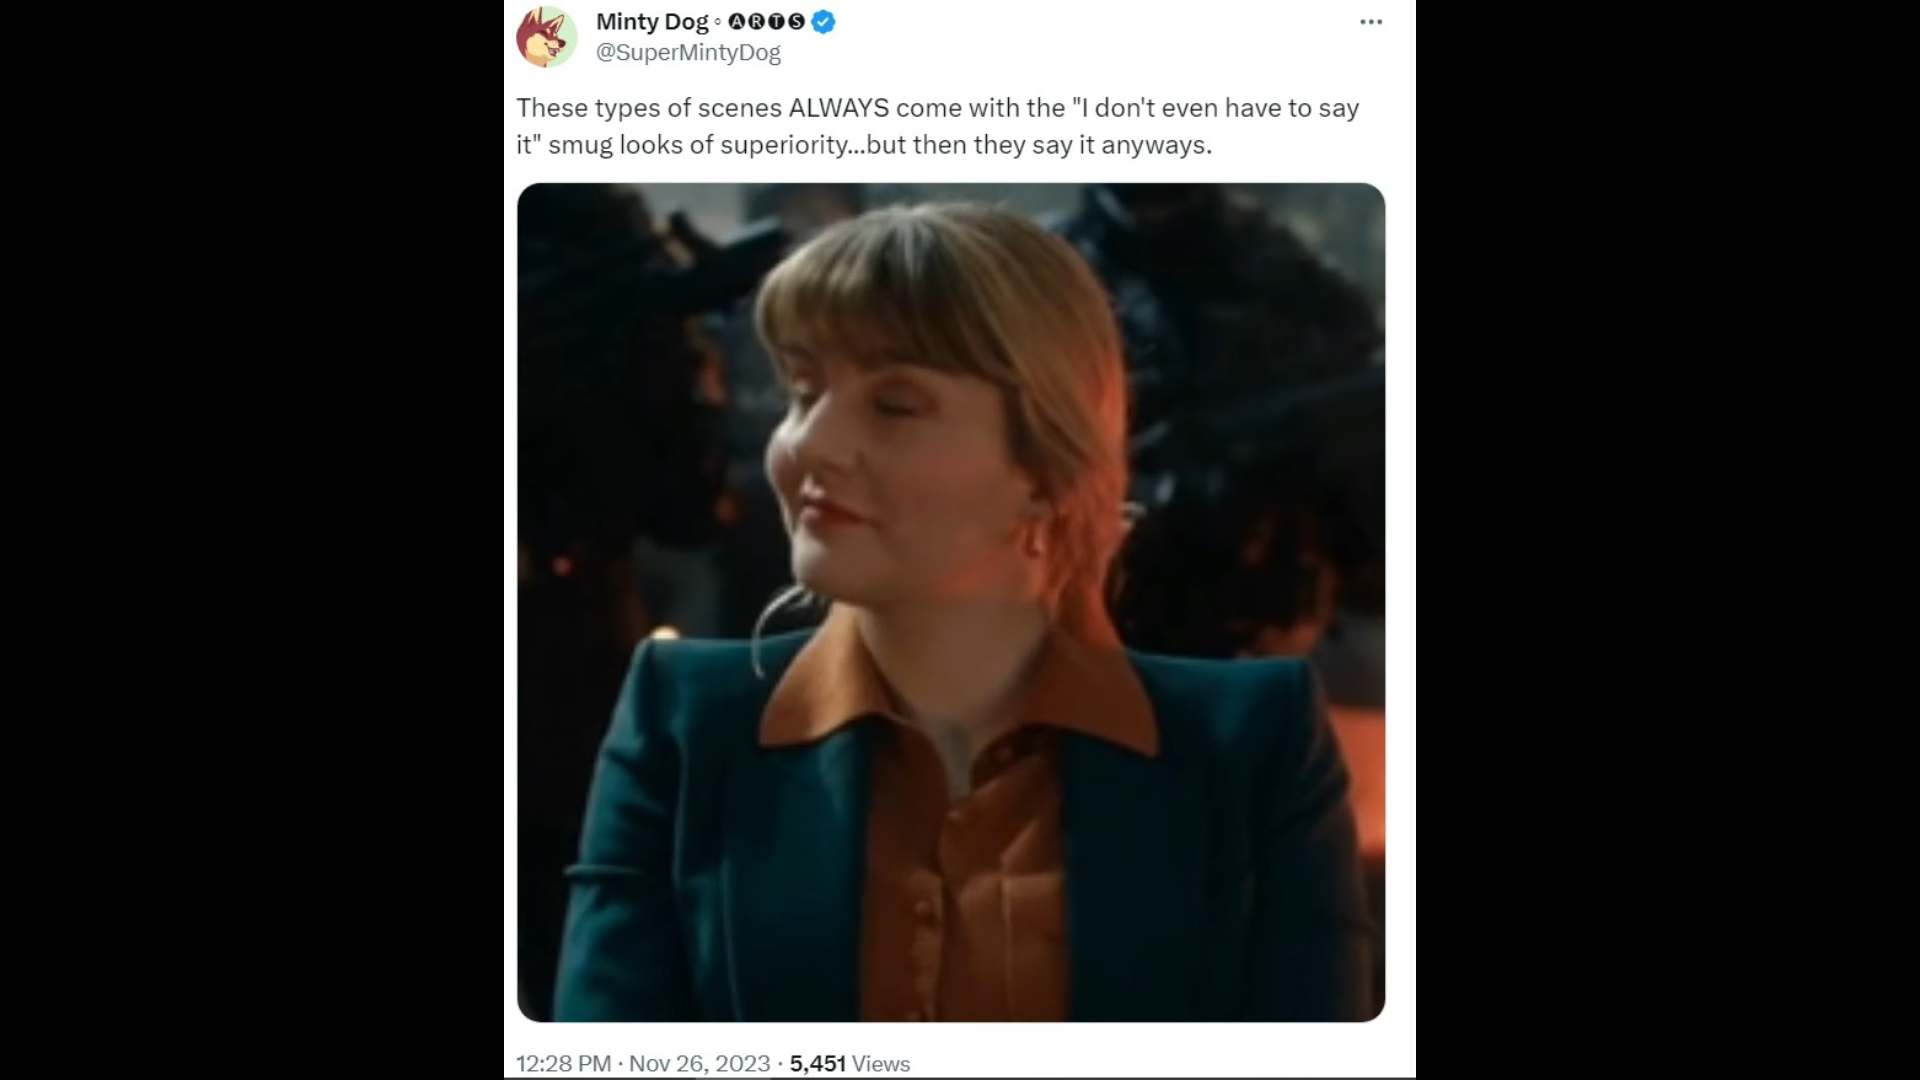 Minty Dog ◦ 🅐🅡🅣🅢
@SuperMintyDog
These types of scenes ALWAYS come with the "I don't even have to say
it" smug looks of superiority...but then they say it anyways.
12:28 PM · Nov 26, 2023 · 5,451 Views